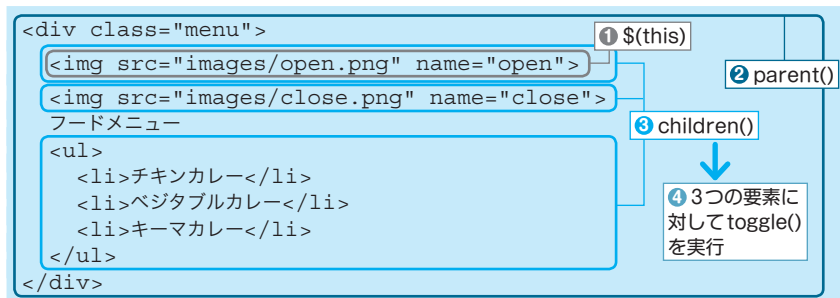 <div class="menu">
❶ $(this)
<img src="images/open.png" name="open">
❷ parent()
<img src="images/close.png" name="close">
フードメニュー
❸ children()
<ul>
<li>チキンカレー</li>
<li>ベジタブルカレー</li>
<li>キーマカレー</li>
</ul>
</div>
❹ 3つの要素に
対してtoggle()
を実行